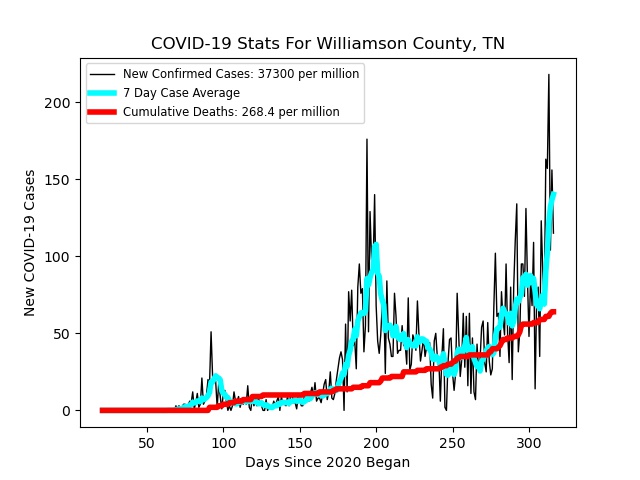 COVID-19 Stats For Williamson County, TN
New Confirmed Cases: 37300 per million
7 Day Case Average
Cumulative Deaths: 268.4 per million
New COVID-19 Cases
200
150
100
50
0
50 100 150 200 250 300
Days Since 2020 Began